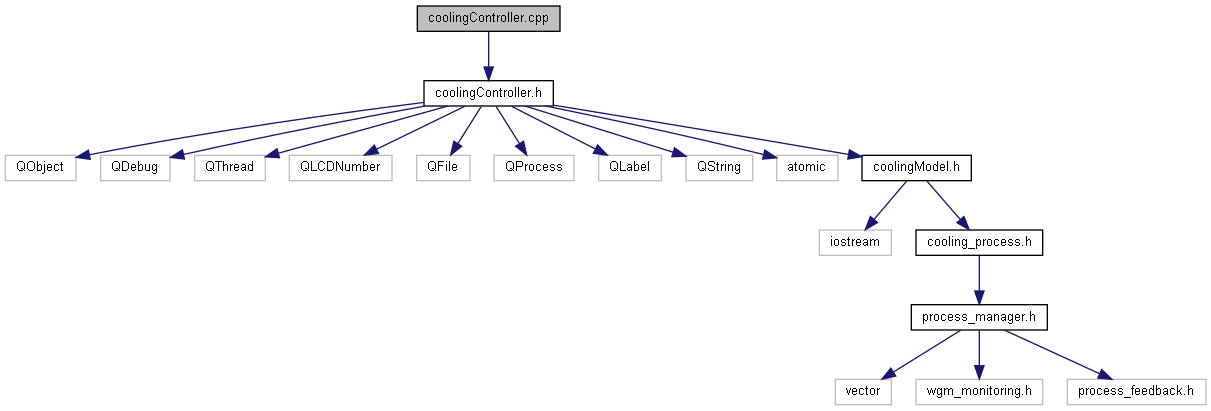 coolingController.cpp
coolingController.h
QObject
QDebug
QThread
QLCDNumber
QFile
QProcess
QLabel
QString
atomic
coolingModel.h
iostream
cooling_process.h
process_manager.h
vector
wgm_monitoring.h
process_feedback.h